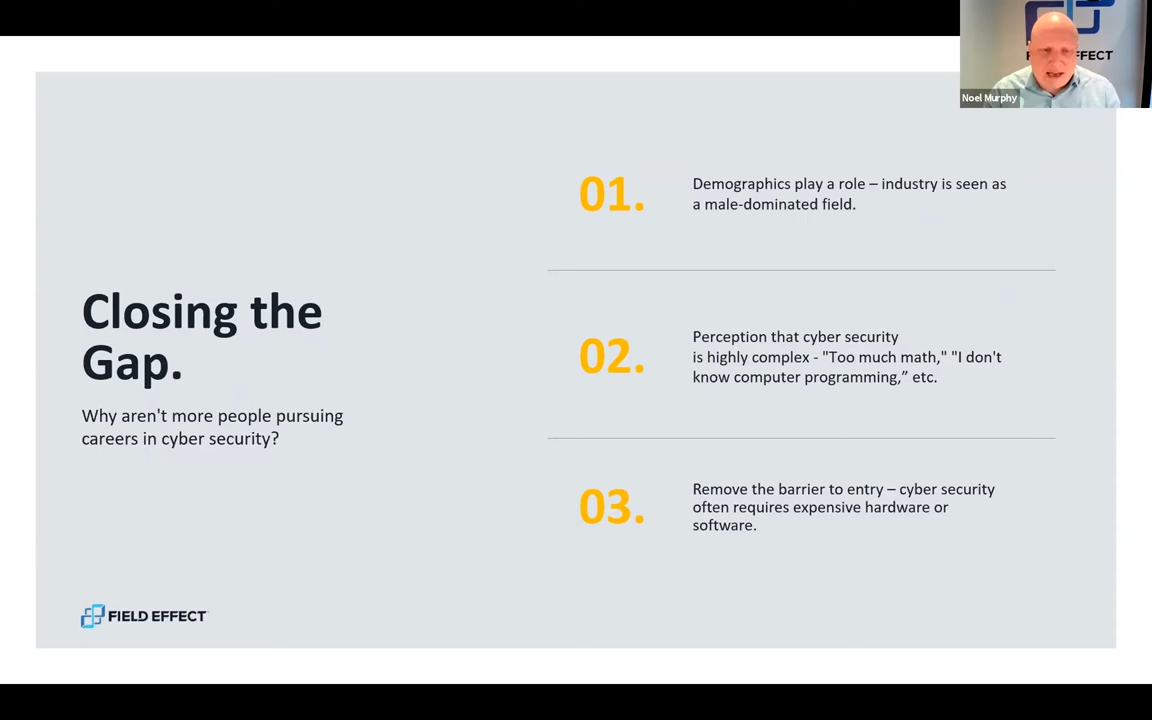 FFECT
Noel Murphy
Closing the
Gap.
Why aren't more people pursuing
careers in cyber security?
01.
Demographics play a role – industry is seen as
a male-dominated field.
02.
Perception that cyber security
is highly complex - "Too much math," "I don't
know computer programming,” etc.
03.
Remove the barrier to entry – cyber security
often requires expensive hardware or
software.
FIELD EFFECT